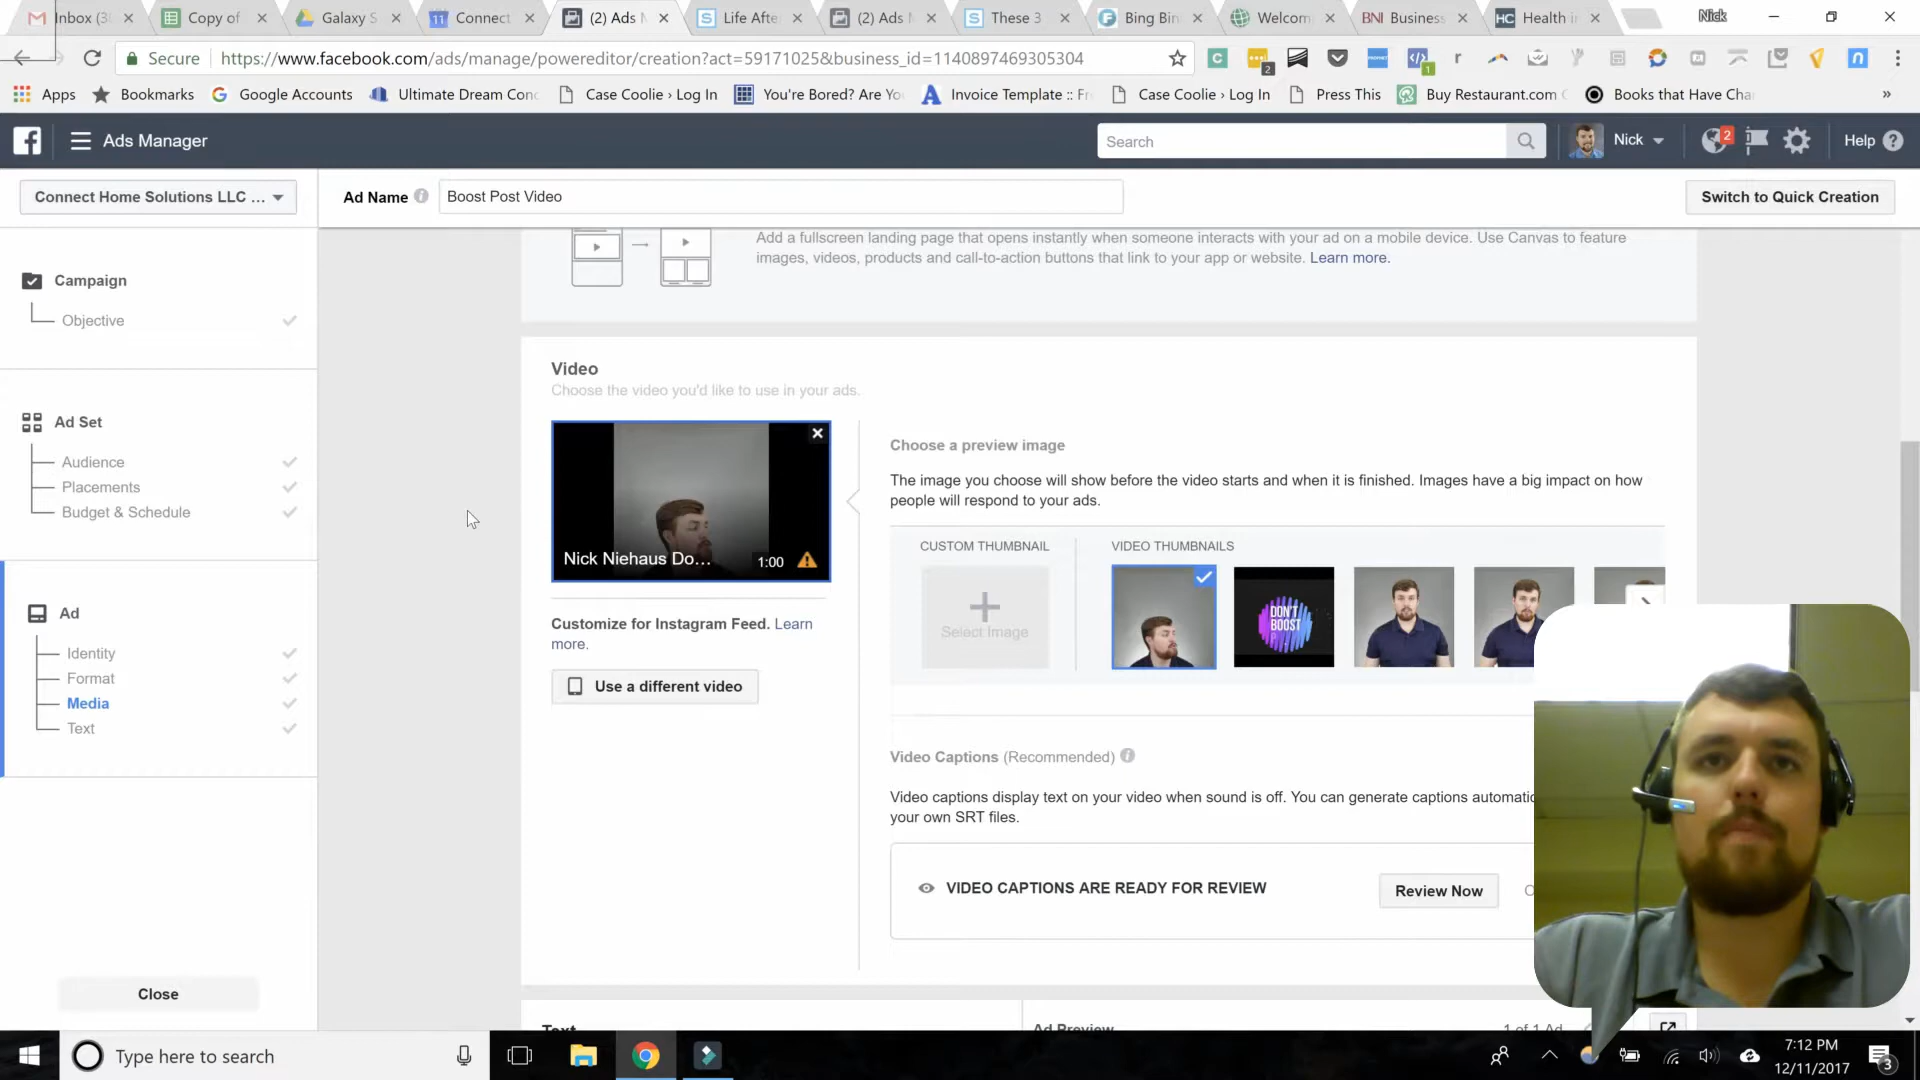 Inbox (3
Copy of
Galaxy S
11 Connect
(2) Ads M
Life Afte
(2) Ads M
These 3
Bing Bin
Welcom
BNI Business
HC Health i
Nick
Secure
https://www.facebook.com/ads/manage/powereditor/creation?act=59171025&business_id=1140897469305304
Apps
Bookmarks
Google Accounts
Ultimate Dream Conc
Case Coolie › Log In
You're Bored? Are Yo
Invoice Template :: Fr
Case Coolie › Log In
Press This
Buy Restaurant.com
Books that Have Cha
»
Ads Manager
Search
Nick
2
Help
Connect Home Solutions LLC ...
Ad Name
Boost Post Video
Switch to Quick Creation
Add a fullscreen landing page that opens instantly when someone interacts with your ad on a mobile device. Use Canvas to feature
images, videos, products and call-to-action buttons that link to your app or website. Learn more.
Campaign
Objective
Ad Set
Audience
Placements
Budget & Schedule
Ad
Identity
Format
Media
Text
Close
Video
Choose the video you'd like to use in your ads.
Nick Niehaus Do... 1:00
Customize for Instagram Feed. Learn
more.
Use a different video
Choose a preview image
The image you choose will show before the video starts and when it is finished. Images have a big impact on how
people will respond to your ads.
CUSTOM THUMBNAIL
VIDEO THUMBNAILS
Select Image
DON'T
BOOST
P
Video Captions (Recommended)
Video captions display text on your video when sound is off. You can generate captions automatic
your own SRT files.
VIDEO CAPTIONS ARE READY FOR REVIEW
Review Now
Text
Ad Preview
1 of 1 Ad
Type here to search
7:12 PM
12/11/2017
3